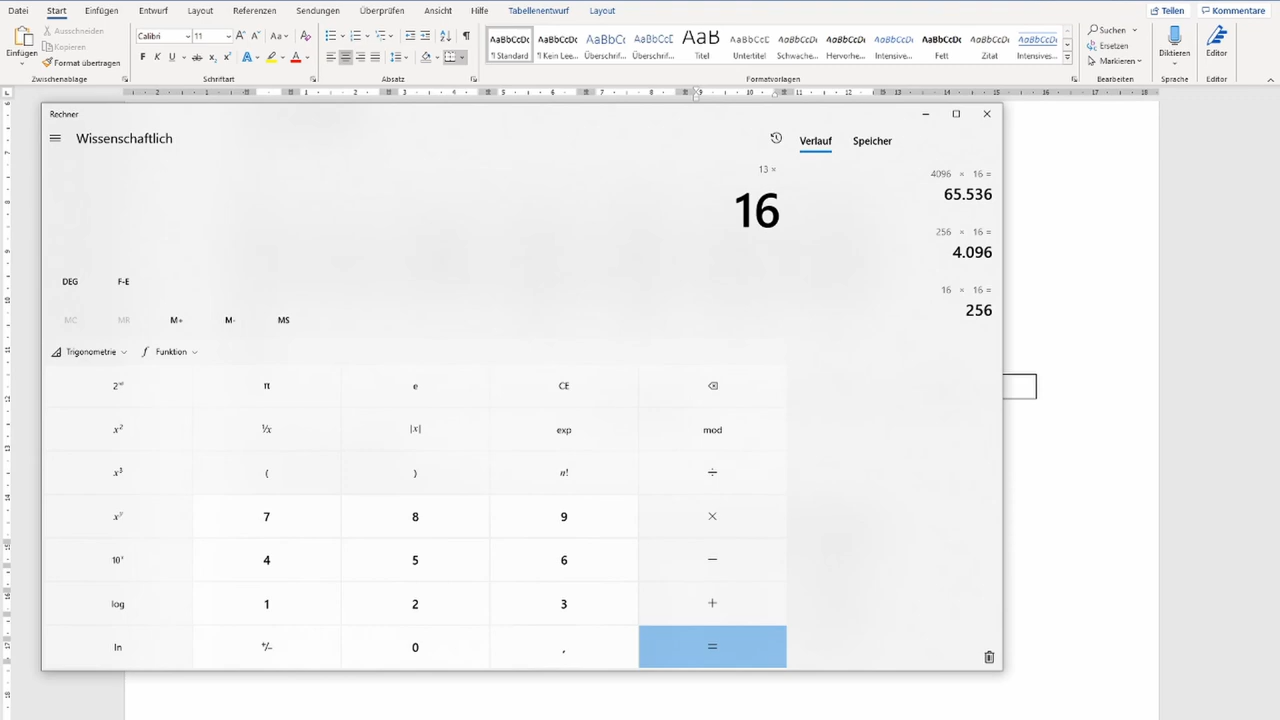 Datei Start Einfügen Entwurf Layout Referenzen Sendungen Überprüfen Ansicht Hilfe Tabellenentwurf Layout Teilen Kommentare
Einfügen
Ausschneiden
Kopieren
Format übertragen
Zwischenablage
Calibri 11
Schriftart
Absatz
AaBbCcDc AaBbCcDc AaBbCc AaBbCcC AaB AaBbCcC AaBbCcDc AaBbCcDc AaBbCcDc AaBbCcDc AaBbCcDc AaBbCcDc
¶ Standard ¶ Kein Lee... Überschrif... Überschrif... Titel Untertitel Schwache... Hervorhe... Intensive... Fett Zitat Intensives...
Formatvorlagen
Suchen
Ersetzen
Markieren
Bearbeiten
Diktieren
Sprache
Editor
Editor
Rechner
Wissenschaftlich
13 ×
16
Verlauf Speicher
4096 × 16 =
65.536
256 × 16 =
4.096
16 × 16 =
256
DEG F-E
MC MR M+ M- MS
Trigonometrie Funktion
2ⁿᵈ π e CE
x² ¹/x |x| exp mod
x³ ( ) n! ÷
xʸ 7 8 9 ×
10ˣ 4 5 6 −
log 1 2 3 +
ln +/− 0 , =